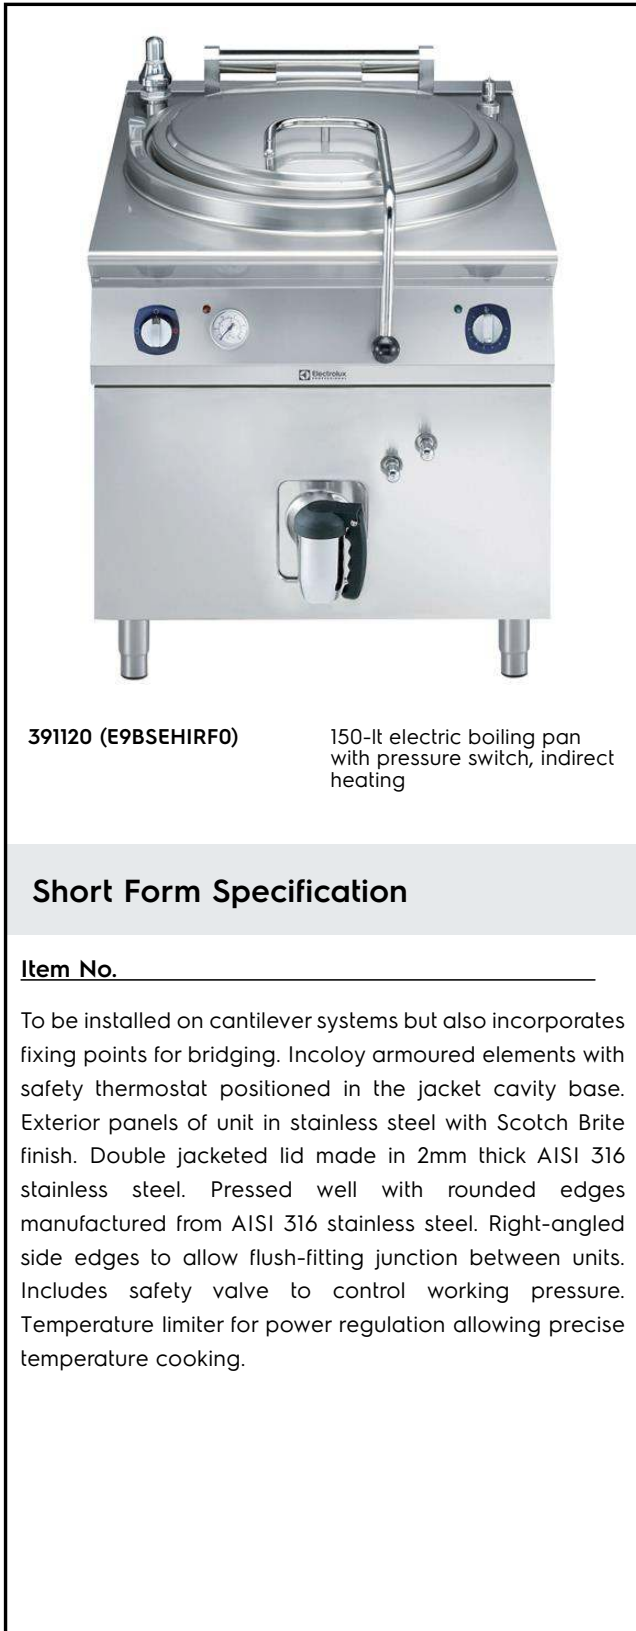 Electrolux
PROFESSIONAL
391120 (E9BSEHIRF0)
150-lt electric boiling pan
with pressure switch, indirect
heating
Short Form Specification
Item No.
To be installed on cantilever systems but also incorporates
fixing points for bridging. Incoloy armoured elements with
safety thermostat positioned in the jacket cavity base.
Exterior panels of unit in stainless steel with Scotch Brite
finish. Double jacketed lid made in 2mm thick AISI 316
stainless steel. Pressed well with rounded edges
manufactured from AISI 316 stainless steel. Right-angled
side edges to allow flush-fitting junction between units.
Includes safety valve to control working pressure.
Temperature limiter for power regulation allowing precise
temperature cooking.